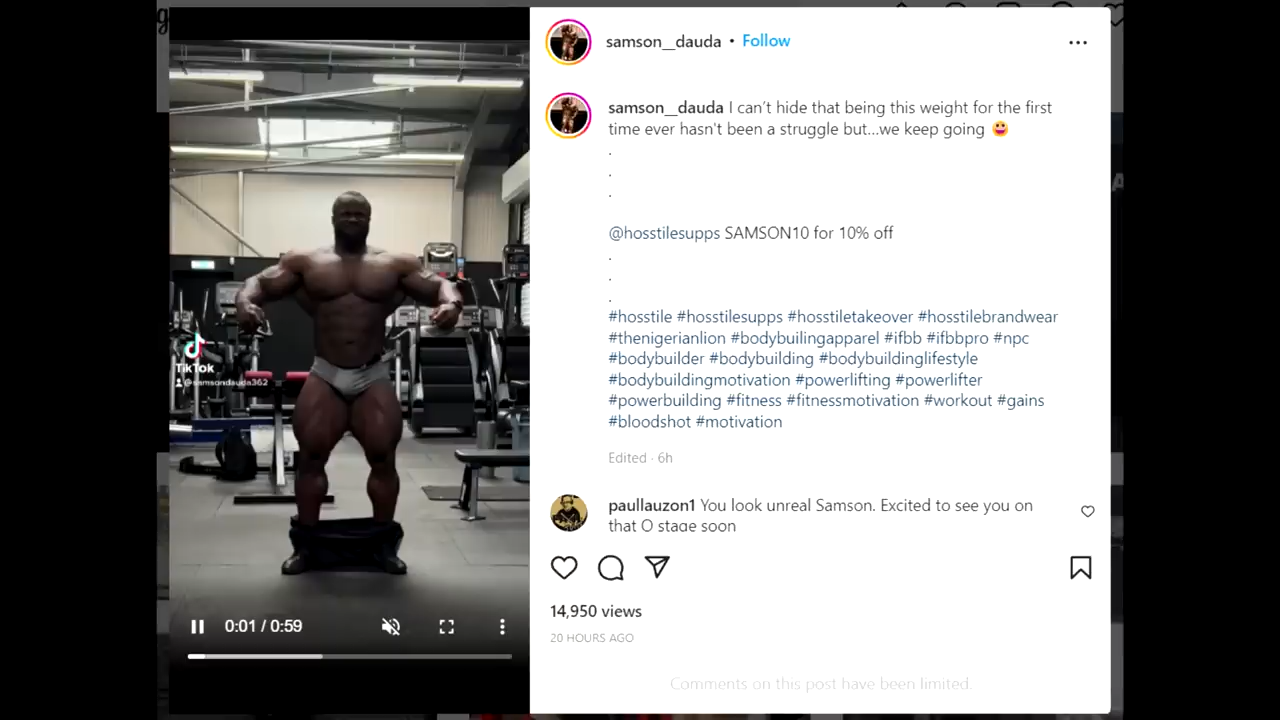 samson__dauda • Follow
samson__dauda I can't hide that being this weight for the first
time ever hasn't been a struggle but...we keep going 😀
.
.
.
@hosstilesupps SAMSON10 for 10% off
.
.
.
#hosstile #hosstilesupps #hosstiletakeover #hosstilebrandwear
#thenigerianlion #bodybuilingapparel #ifbb #ifbbpro #npc
#bodybuilder #bodybuilding #bodybuildinglifestyle
#bodybuildingmotivation #powerlifting #powerlifter
#powerbuilding #fitness #fitnessmotivation #workout #gains
#bloodshot #motivation
Edited · 6h
paullauzon1 You look unreal Samson. Excited to see you on
that O stage soon
14,950 views
20 HOURS AGO
Comments on this post have been limited.
TikTok
@samsondauda362
0:01 / 0:59